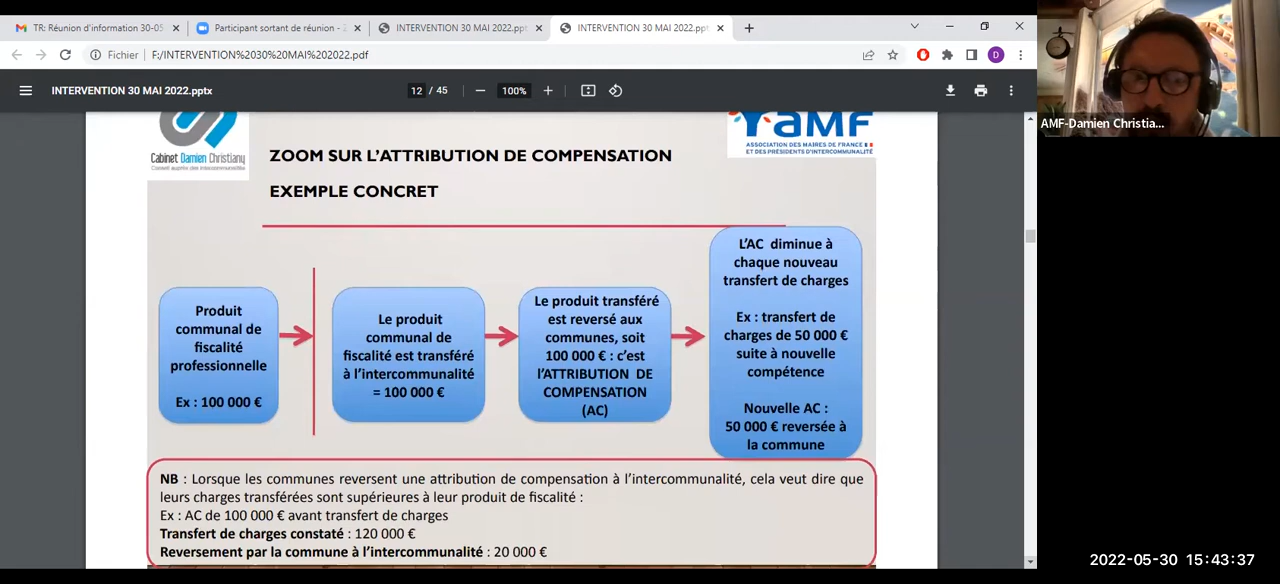 TR: Réunion d'information 30-05
Participant sortant de réunion - Z
INTERVENTION 30 MAI 2022.ppt
INTERVENTION 30 MAI 2022.ppt
Fichier
F:/INTERVENTION%2030%20MAI%202022.pdf
D
INTERVENTION 30 MAI 2022.pptx
12 / 45
100%
AMF-Damien Christia...
Cabinet Damien Christiany
Conseil auprès des intercommunalités
AMF
ASSOCIATION DES MAIRES DE FRANCE
ET DES PRÉSIDENTS D'INTERCOMMUNALITÉ
ZOOM SUR L'ATTRIBUTION DE COMPENSATION
EXEMPLE CONCRET
Produit
communal de
fiscalité
professionnelle
Ex : 100 000 €
Le produit
communal de
fiscalité est transféré
à l'intercommunalité
= 100 000 €
Le produit transféré
est reversé aux
communes, soit
100 000 € : c'est
l'ATTRIBUTION DE
COMPENSATION
(AC)
L'AC diminue à
chaque nouveau
transfert de charges
Ex : transfert de
charges de 50 000 €
suite à nouvelle
compétence
Nouvelle AC :
50 000 € reversée à
la commune
NB : Lorsque les communes reversent une attribution de compensation à l'intercommunalité, cela veut dire que
leurs charges transférées sont supérieures à leur produit de fiscalité :
Ex : AC de 100 000 € avant transfert de charges
Transfert de charges constaté : 120 000 €
Reversement par la commune à l'intercommunalité : 20 000 €
2022-05-30 15:43:37